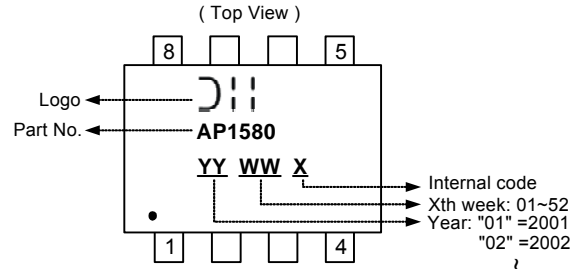 ( Top View )
8 5
Logo
Part No.
AP1580
YY WW X
Internal code
Xth week: 01~52
Year: "01" =2001
"02" =2002
~
1 4